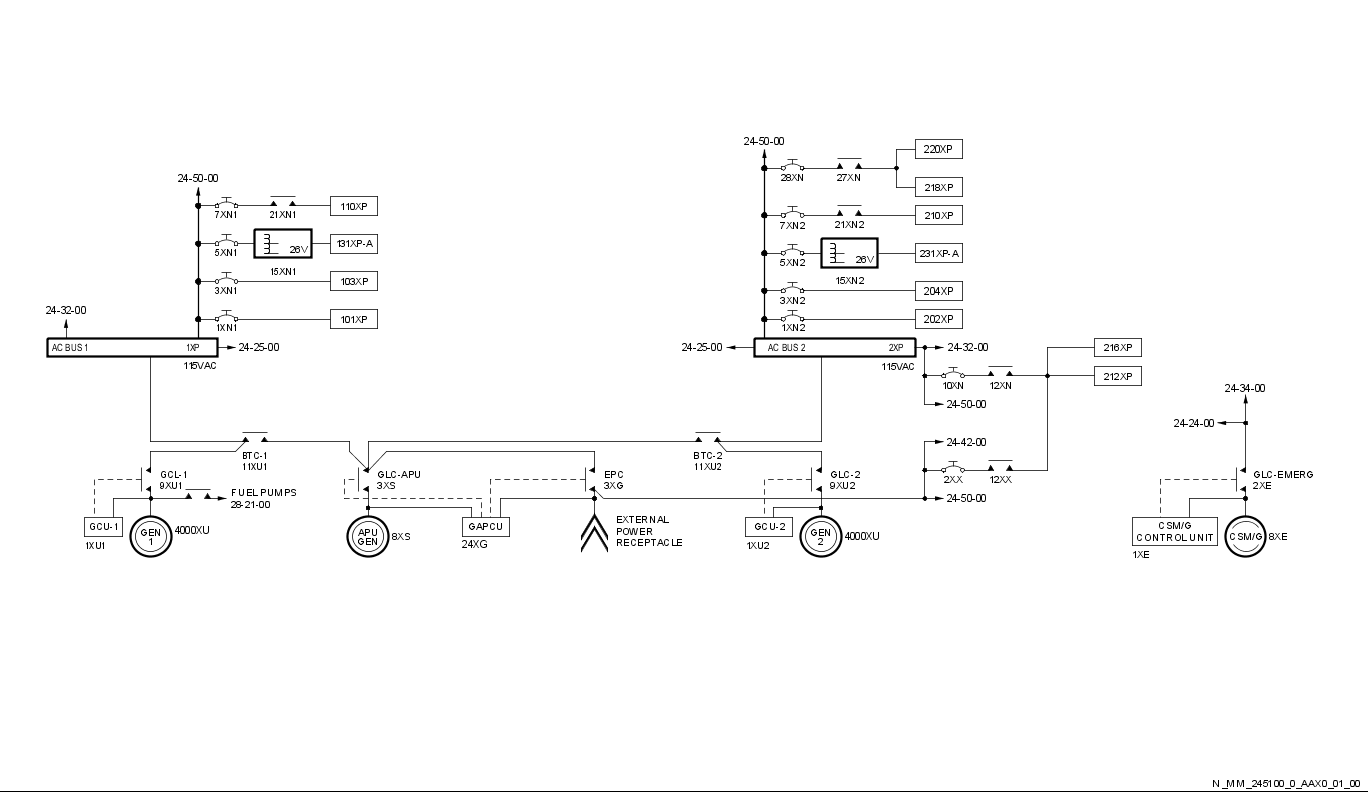 24-50-00
220XP
28XN
27XN
218XP
24-50-00
110XP
7XN1
21XN1
210XP
7XN2
21XN2
131XP-A
5XN1
26V
15XN1
231XP-A
5XN2
26V
15XN2
103XP
3XN1
204XP
3XN2
24-32-00
101XP
1XN1
202XP
1XN2
AC BUS 1
1XP
24-25-00
115VAC
24-25-00
AC BUS 2
2XP
24-32-00
115VAC
216XP
10XN
12XN
212XP
24-50-00
24-34-00
24-24-00
BTC-1
11XU1
BTC-2
11XU2
24-42-00
2XX
12XX
24-50-00
GCL-1
9XU1
FUEL PUMPS
28-21-00
GLC-APU
3XS
EPC
3XG
GLC-2
9XU2
GLC-EMERG
2XE
GCU-1
1XU1
GEN
1
4000XU
APU
GEN
8XS
GAPCU
24XG
EXTERNAL
POWER
RECEPTACLE
GCU-2
1XU2
GEN
2
4000XU
CSM/G
CONTROL UNIT
1XE
CSM/G
8XE
N_MM_245100_0_AAX0_01_00